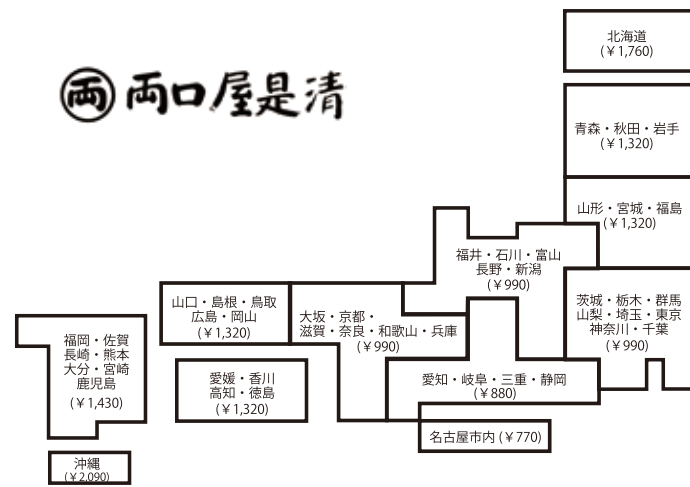 両 両口屋是清
北海道
(￥1,760)
青森・秋田・岩手
(￥1,320)
山形・宮城・福島
(￥1,320)
福井・石川・富山
長野・新潟
(￥990)
茨城・栃木・群馬
山梨・埼玉・東京
神奈川・千葉
(￥990)
山口・島根・鳥取
広島・岡山
(￥1,320)
大坂・京都・
滋賀・奈良・和歌山・兵庫
(￥990)
福岡・佐賀
長崎・熊本
大分・宮崎
鹿児島
(￥1,430)
愛媛・香川
高知・徳島
(￥1,320)
愛知・岐阜・三重・静岡
(￥880)
名古屋市内 (￥770)
沖縄
(￥2,090)